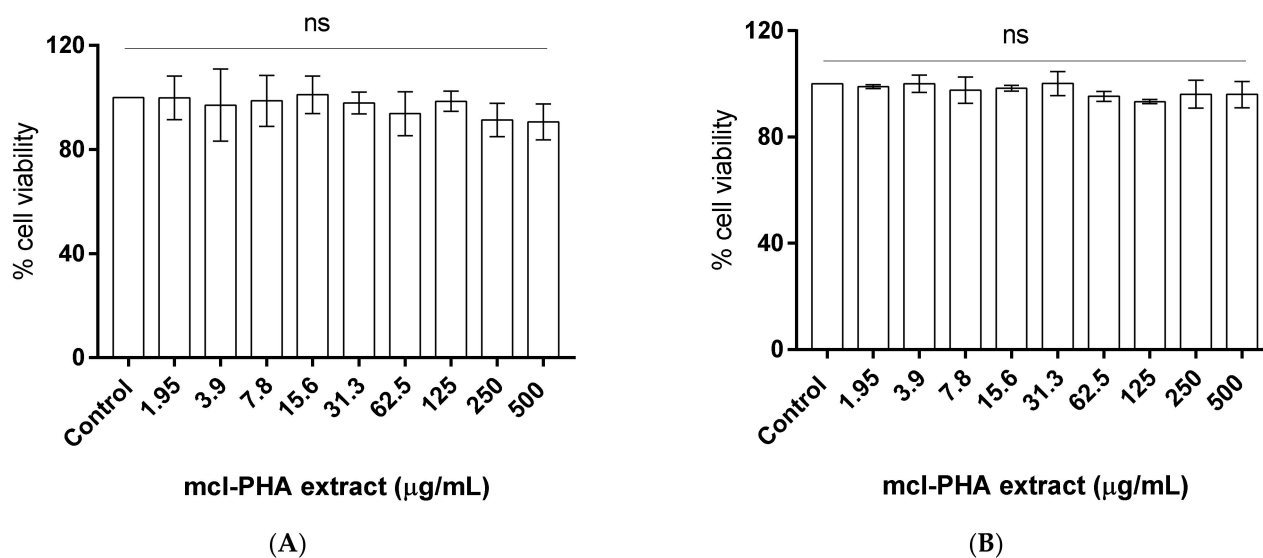 ns
120
80
40
0
% cell viability
Control
1.95
3.9
7.8
15.6
31.3
62.5
125
250
500
mcl-PHA extract (μg/mL)
(A)
ns
120
80
40
0
% cell viability
Control
1.95
3.9
7.8
15.6
31.3
62.5
125
250
500
mcl-PHA extract (μg/mL)
(B)